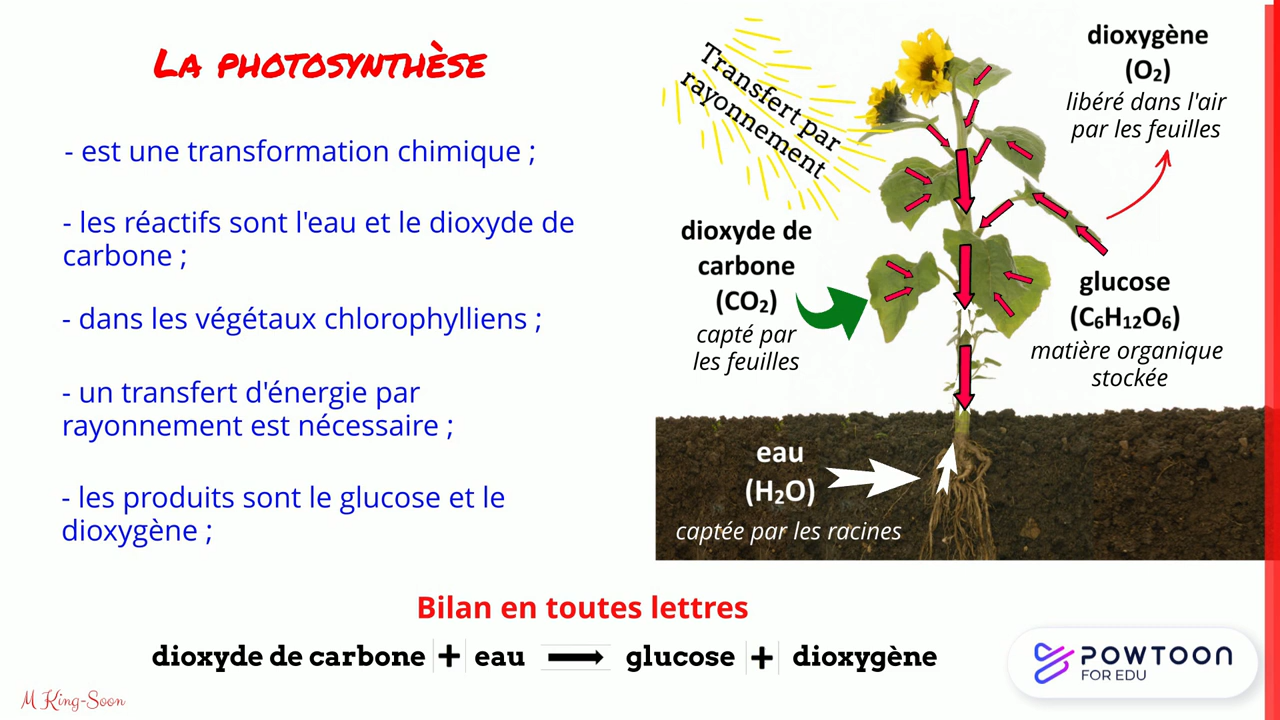 La photosynthèse
- est une transformation chimique ;
- les réactifs sont l'eau et le dioxyde de
carbone ;
- dans les végétaux chlorophylliens ;
- un transfert d'énergie par
rayonnement est nécessaire ;
- les produits sont le glucose et le
dioxygène ;
Transfert par
rayonnement
dioxygène
(O₂)
libéré dans l'air
par les feuilles
dioxyde de
carbone
(CO₂)
capté par
les feuilles
glucose
(C₆H₁₂O₆)
matière organique
stockée
eau
(H₂O)
captée par les racines
Bilan en toutes lettres
dioxyde de carbone + eau → glucose + dioxygène
M King-Soon
POWTOON
FOR EDU